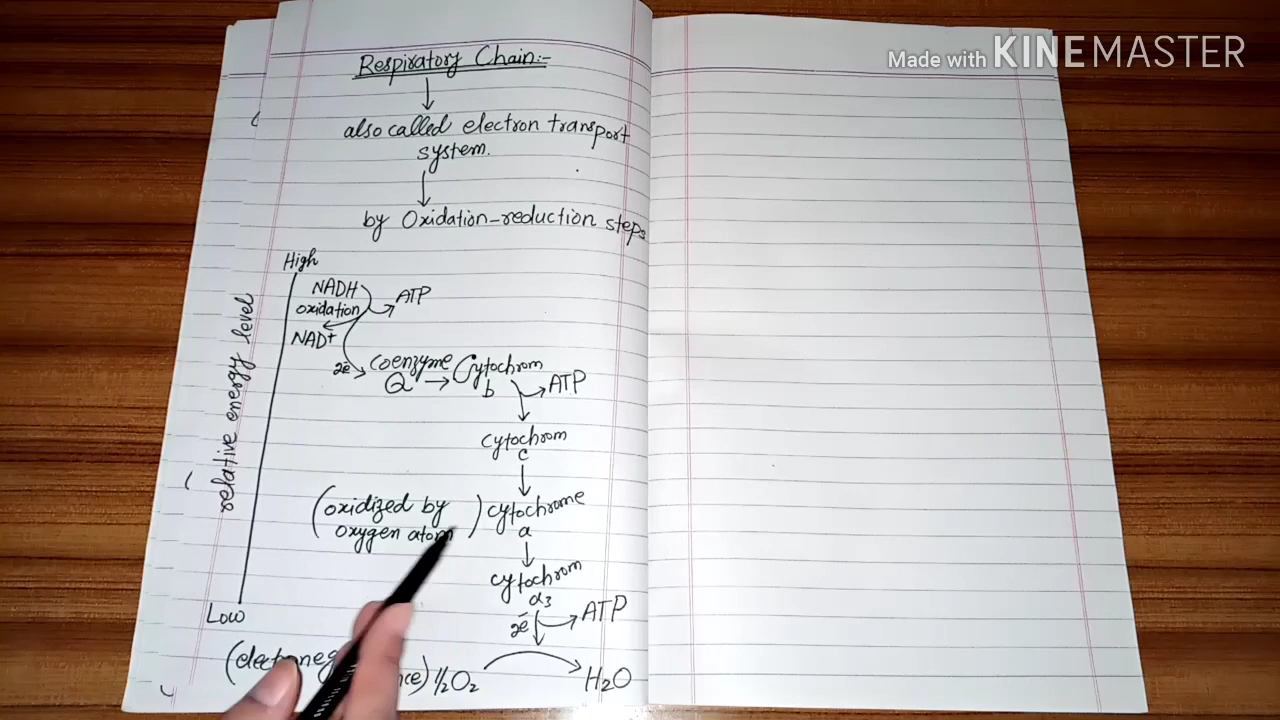 Made with KINEMASTER
Respiratory Chain:-
also called electron transport
system.
by Oxidation-reduction steps
High
NADH
oxidation
ATP
NAD+
2e-
coenzyme
Q
Cytochrom
b
ATP
relative energy level
cytochrom
c
(oxidized by
oxygen atom)
cytochrome
a
cytochrom
a3
Low
2e-
ATP
1/2O2
H2O